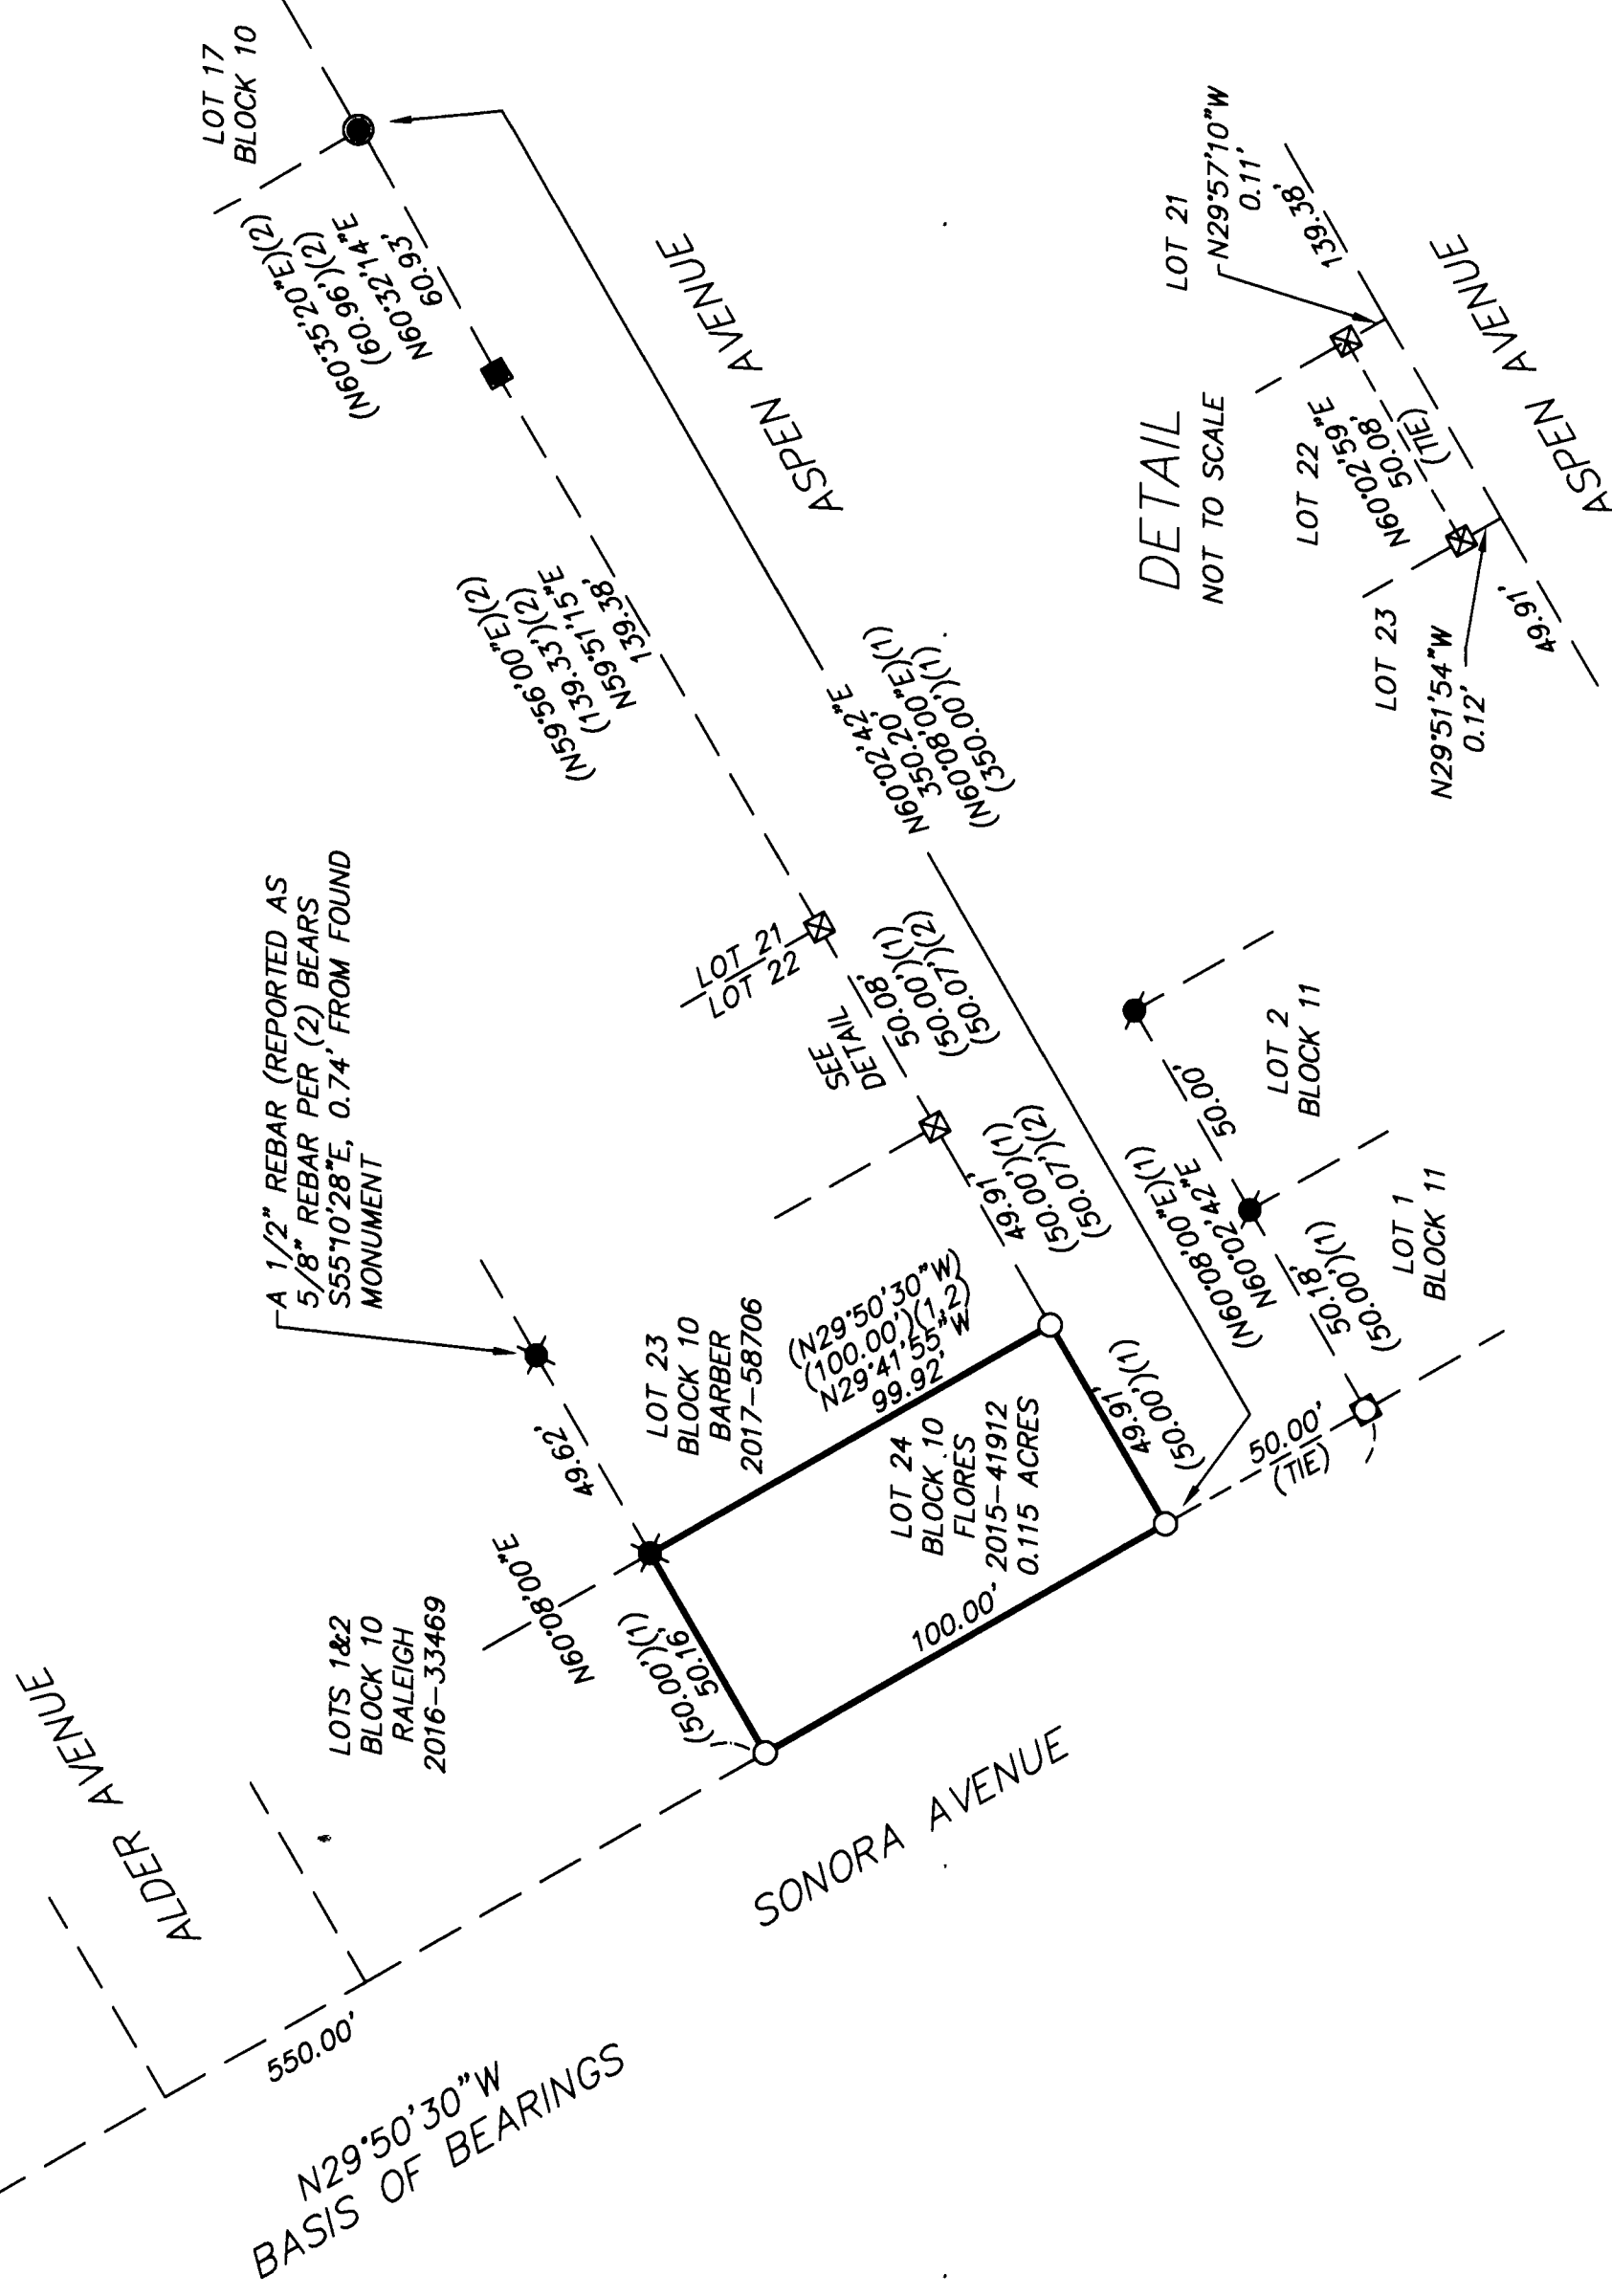 LOT 17
BLOCK 10
(N60°35'20"E)(2)
(60.96')(2)
N60°32'14"E
60.93'
ASPEN AVENUE
(N59°56'00"E)(2)
(139.33')(2)
N59°51'15"E
139.38'
N60°02'42"E
350.20'
(N60°08'00"E)(1)
(350.00')(1)
LOT 21
N29°57'10"W
0.11'
139.38'
DETAIL
NOT TO SCALE
LOT 22
N60°02'59"E
50.08'
(TIE)
LOT 23
N29°51'54"W
0.12'
49.91'
ASPEN AVENUE
A 1/2" REBAR (REPORTED AS
5/8" REBAR PER (2) BEARS
S55°10'28"E, 0.74' FROM FOUND
MONUMENT
LOT 21
LOT 22
SEE
DETAIL
50.08'
(50.00')(1)
(50.07')(2)
49.91'
(50.00')(1)
(50.07')(2)
LOT 2
BLOCK 11
50.00'
LOT 1
BLOCK 11
(N60°08'00"E)(1)
N60°02'42"E
50.18'
(50.00')(1)
50.00'
(TIE)
49.62'
N60°08'00"E
LOT 23
BLOCK 10
BARBER
2017-58706
(N29°50'30"W)
(100.00')(1,2)
N29°41'55"W
99.92'
LOT 24
BLOCK 10
FLORES
2015-41912
0.115 ACRES
49.91'
(50.00')(1)
100.00'
(50.00')(1)
50.16'
LOTS 1&2
BLOCK 10
RALEIGH
2016-33469
ALDER AVENUE
SONORA AVENUE
550.00'
N29°50'30"W
BASIS OF BEARINGS